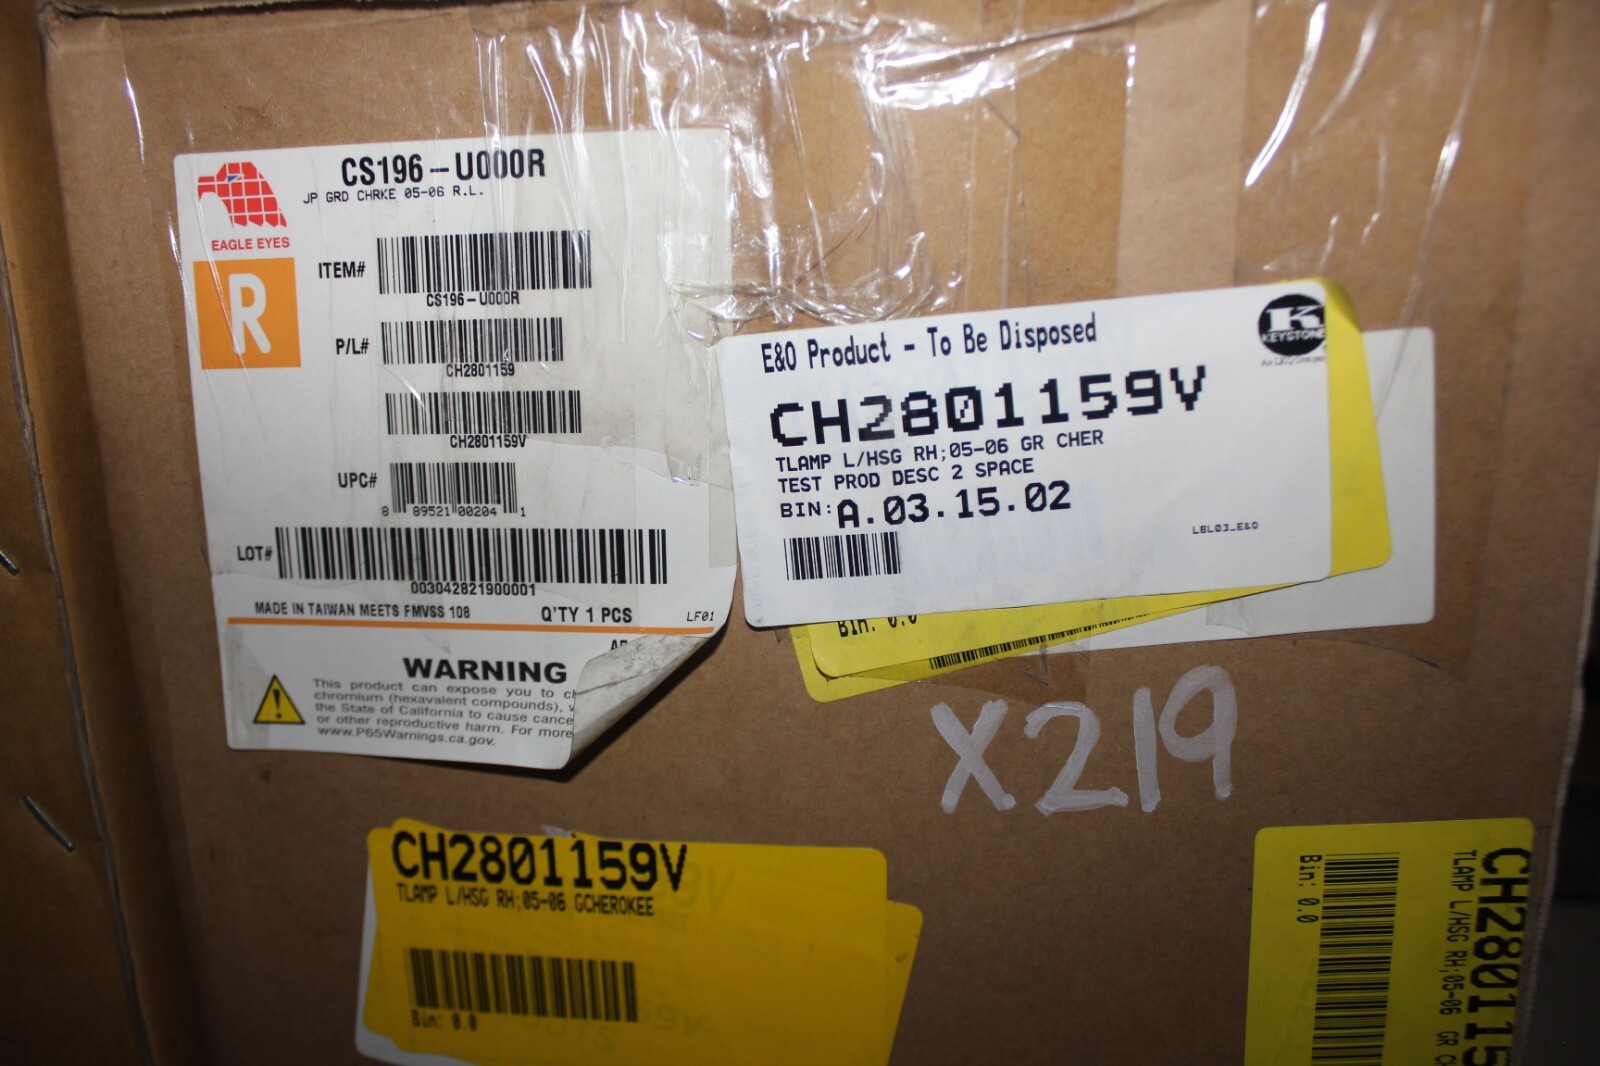 CS196-U000R
JP GRD CHRKE 05-06 R.L.
EAGLE EYES
R
ITEM#
CS196-U000R
P/L#
CH2801159
CH2801159V
UPC#
8 89521 00204 1
LOT#
003042821900001
MADE IN TAIWAN MEETS FMVSS 108 Q'TY 1 PCS LF01
WARNING
This product can expose you to
chromium (hexavalent compounds),
the State of California to cause
or other reproductive harm. For more
www.P65Warnings.ca.gov.
E&O Product - To Be Disposed
K
KEYSTONE
CH2801159V
TLAMP L/HSG RH;05-06 GR CHER
TEST PROD DESC 2 SPACE
BIN: A.03.15.02
LBL03_E&O
Bin: 0.0
X219
CH2801159V
TLAMP L/HSG RH;05-06 GCHEROKEE
Bin: 0.0
CH280115
TLAMP L/HSG RH;05-06 GR
Bin: 0.0